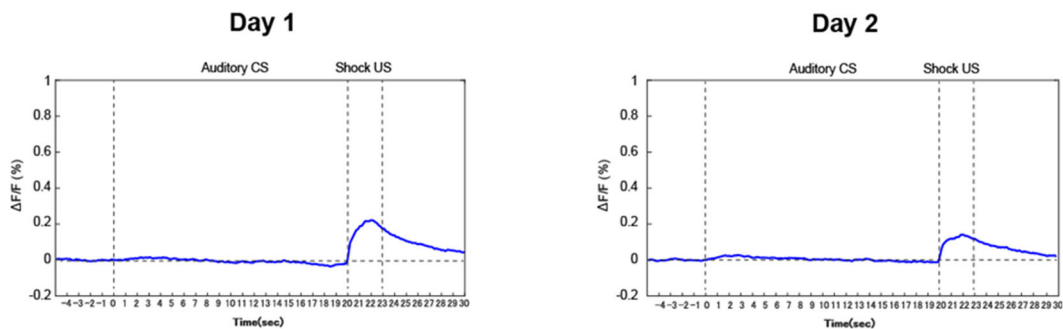 Day 1
Day 2
Auditory CS Shock US
Auditory CS Shock US
1
0.8
0.6
0.4
0.2
0
-0.2
ΔF/F (%)
-4-3-2-1 0 1 2 3 4 5 6 7 8 9 10 11 12 13 14 15 16 17 18 19 20 21 22 23 24 25 26 27 28 29 30
Time(sec)
1
0.8
0.6
0.4
0.2
0
-0.2
ΔF/F (%)
-4-3-2-1 0 1 2 3 4 5 6 7 8 9 10 11 12 13 14 15 16 17 18 19 20 21 22 23 24 25 26 27 28 29 30
Time(sec)